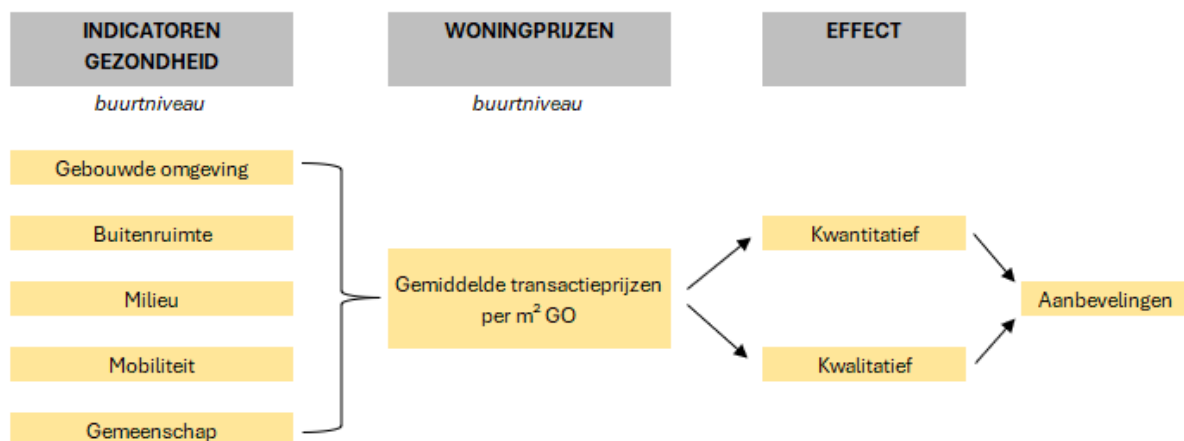 INDICATOREN
GEZONDHEID
WONINGPRIJZEN
EFFECT
buurtniveau
buurtniveau
Gebouwde omgeving
Buitenruimte
Milieu
Mobiliteit
Gemeenschap
Gemiddelde transactieprijzen
per m² GO
Kwantitatief
Kwalitatief
Aanbevelingen